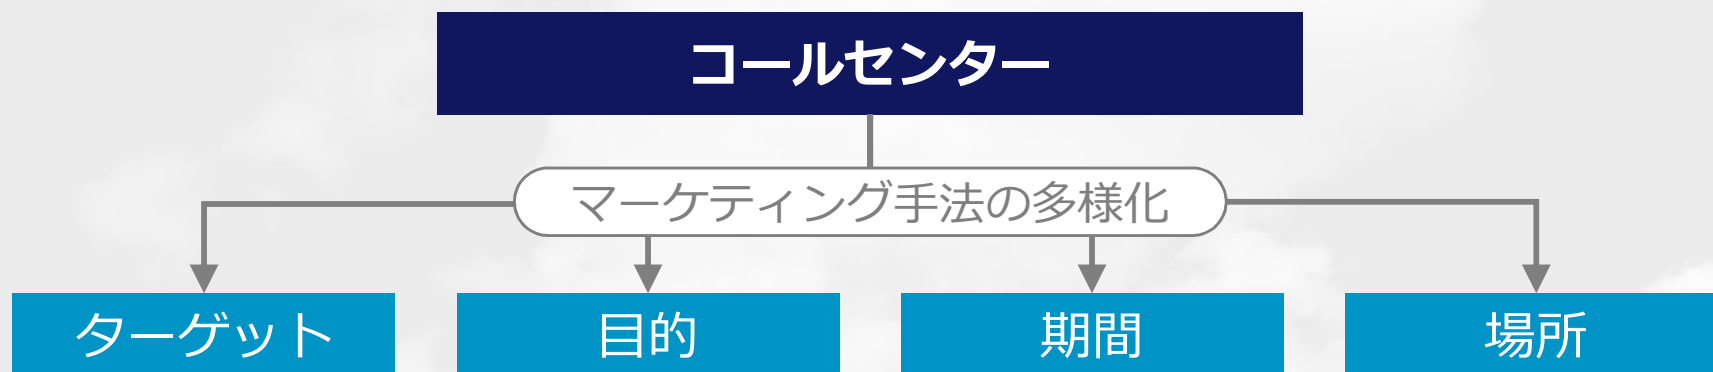 コールセンター
マーケティング手法の多様化
ターゲット
目的
期間
場所